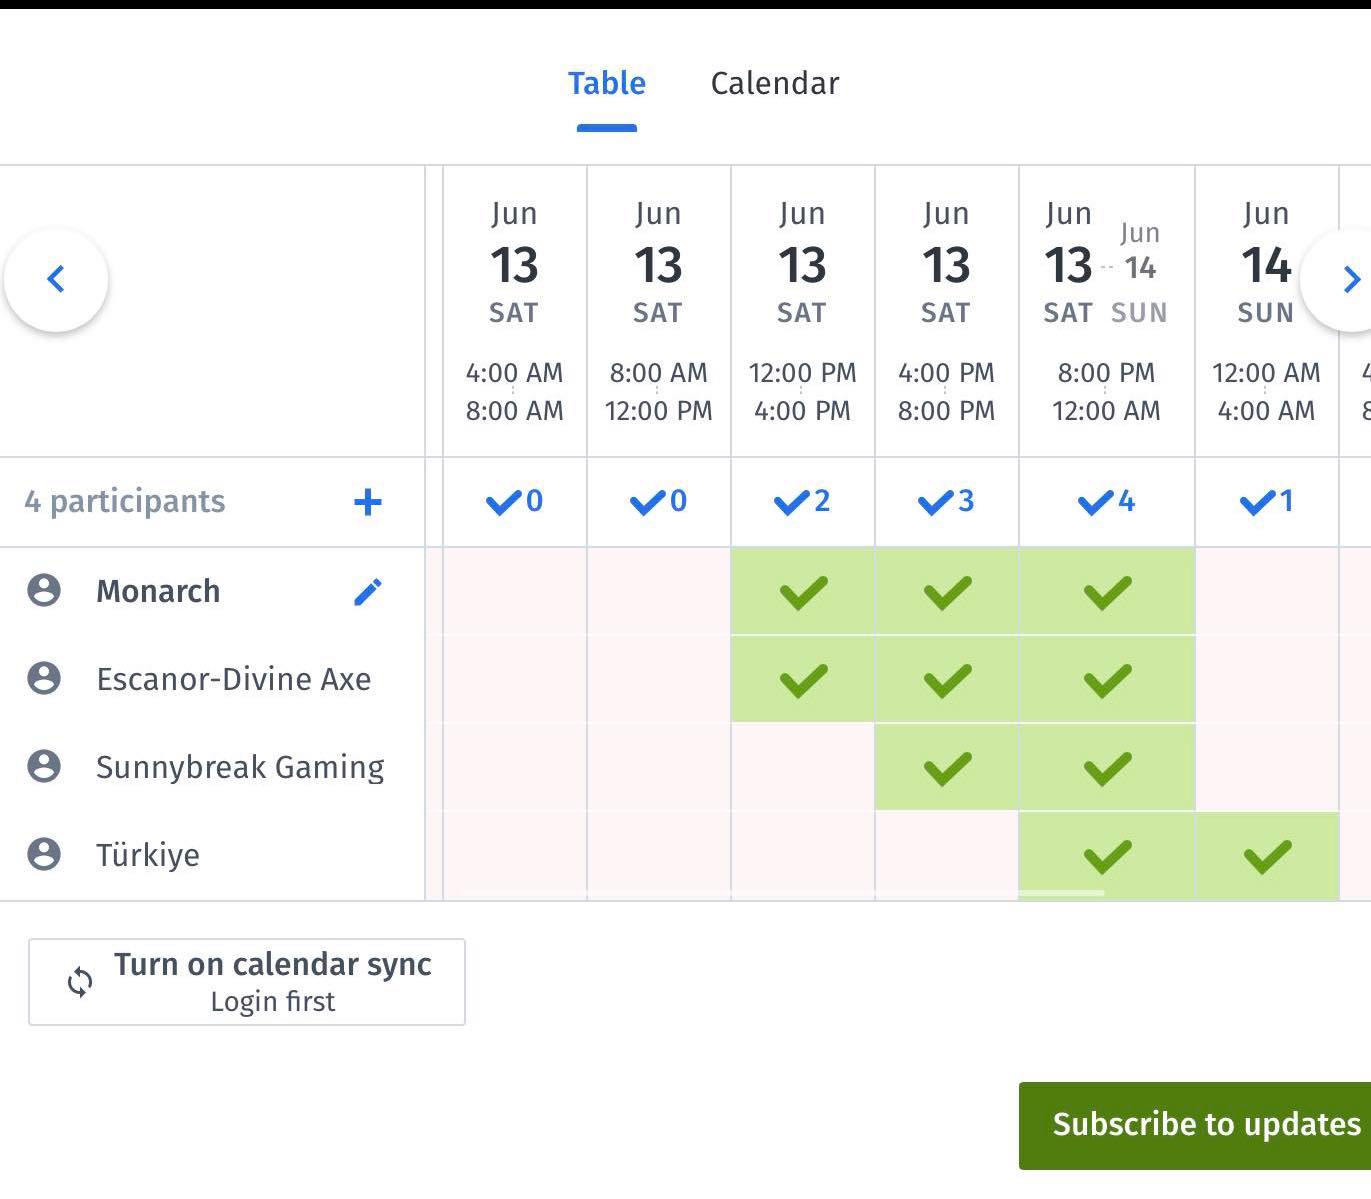 Table Calendar
Jun Jun Jun Jun Jun Jun Jun
13 13 13 13 13 -- 14 14
SAT SAT SAT SAT SAT SUN SUN
4:00 AM 8:00 AM 12:00 PM 4:00 PM 8:00 PM 12:00 AM
8:00 AM 12:00 PM 4:00 PM 8:00 PM 12:00 AM 4:00 AM
4 participants + 0 0 2 3 4 1
Monarch
Escanor-Divine Axe
Sunnybreak Gaming
Türkiye
Turn on calendar sync
Login first
Subscribe to updates